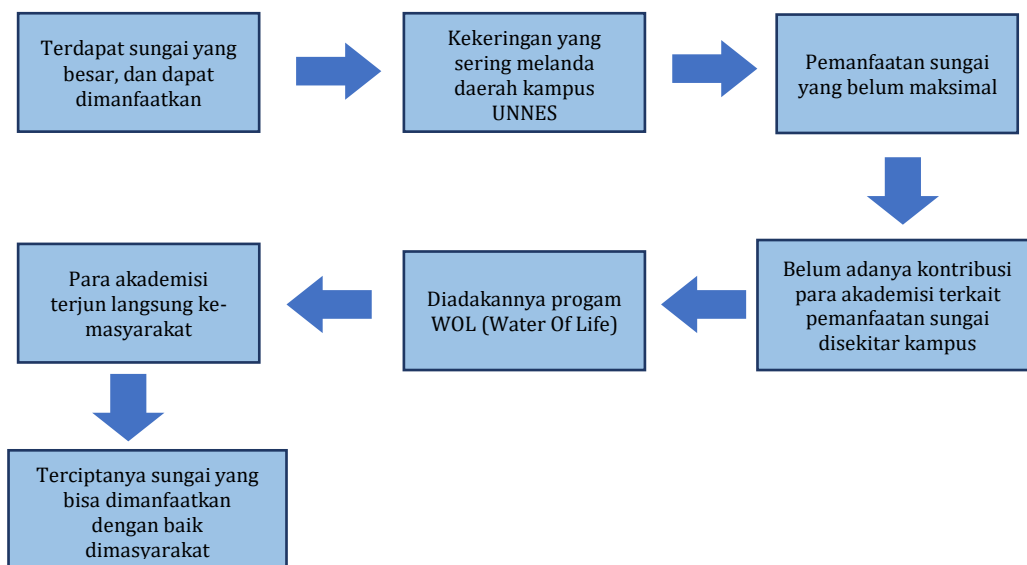 Terdapat sungai yang
besar, dan dapat
dimanfaatkan
Kekeringan yang
sering melanda
daerah kampus
UNNES
Pemanfaatan sungai
yang belum maksimal
Belum adanya kontribusi
para akademisi terkait
pemanfaatan sungai
disekitar kampus
Diadakannya progam
WOL (Water Of Life)
Para akademisi
terjun langsung ke-
masyarakat
Terciptanya sungai yang
bisa dimanfaatkan
dengan baik
dimasyarakat